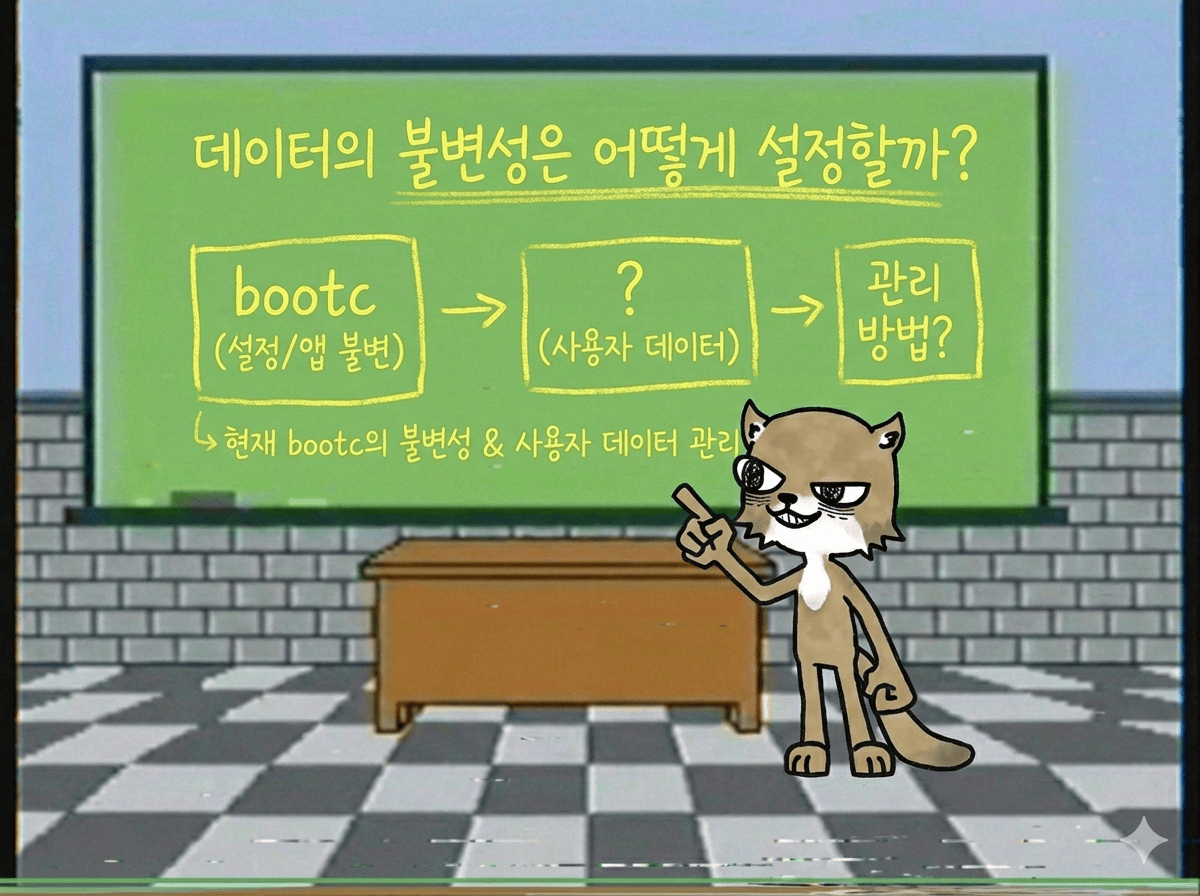 데이터의 불변성은 어떻게 설정할까?
bootc
(설정/앱 불변)
→
?
(사용자 데이터)
→
관리
방법?
↳ 현재 bootc의 불변성 & 사용자 데이터 관리